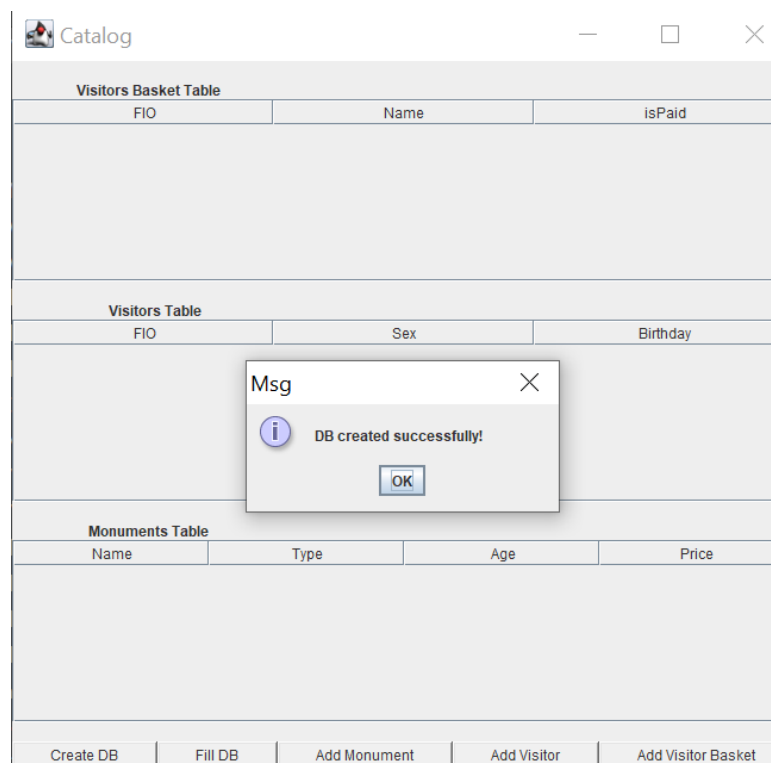 Catalog
Visitors Basket Table
FIO Name isPaid
Visitors Table
FIO Sex Birthday
Msg
DB created successfully!
OK
Monuments Table
Name Type Age Price
Create DB Fill DB Add Monument Add Visitor Add Visitor Basket